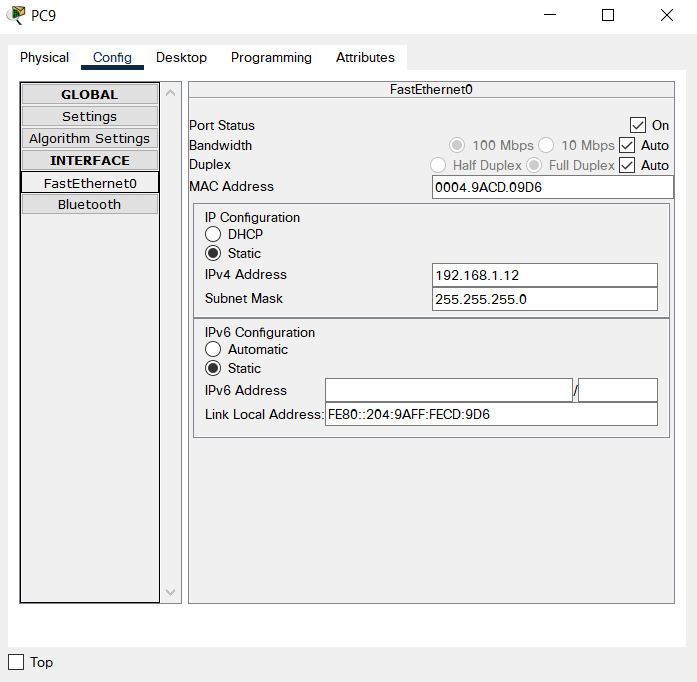 PC9
Physical Config Desktop Programming Attributes
GLOBAL
Settings
Algorithm Settings
INTERFACE
FastEthernet0
Bluetooth
FastEthernet0
Port Status On
Bandwidth 100 Mbps 10 Mbps Auto
Duplex Half Duplex Full Duplex Auto
MAC Address 0004.9ACD.09D6
IP Configuration
DHCP
Static
IPv4 Address 192.168.1.12
Subnet Mask 255.255.255.0
IPv6 Configuration
Automatic
Static
IPv6 Address /
Link Local Address: FE80::204:9AFF:FECD:9D6
Top